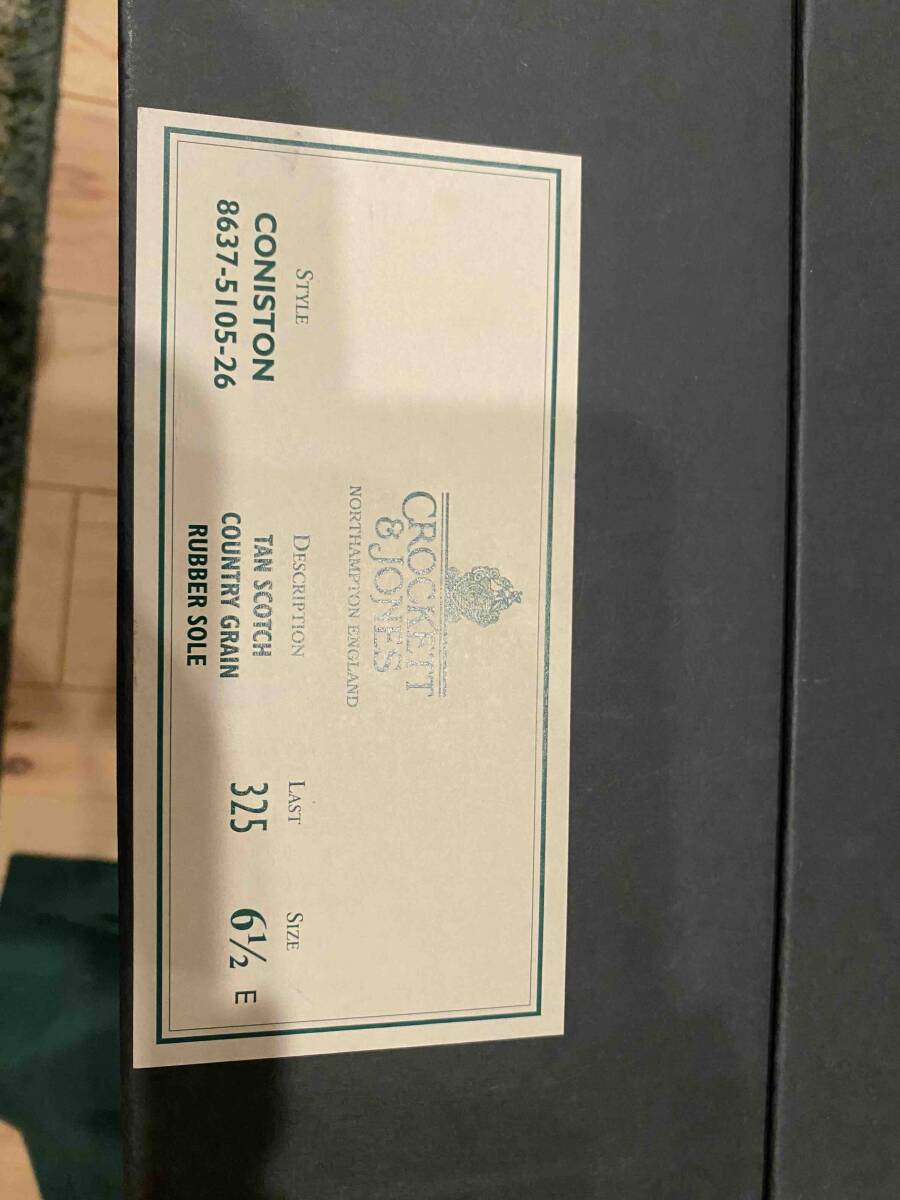 CROCKETT
& JONES
NORTHAMPTON ENGLAND
STYLE
CONISTON
8637-5105-26
DESCRIPTION
TAN SCOTCH
COUNTRY GRAIN
RUBBER SOLE
LAST
325
SIZE
6½ E